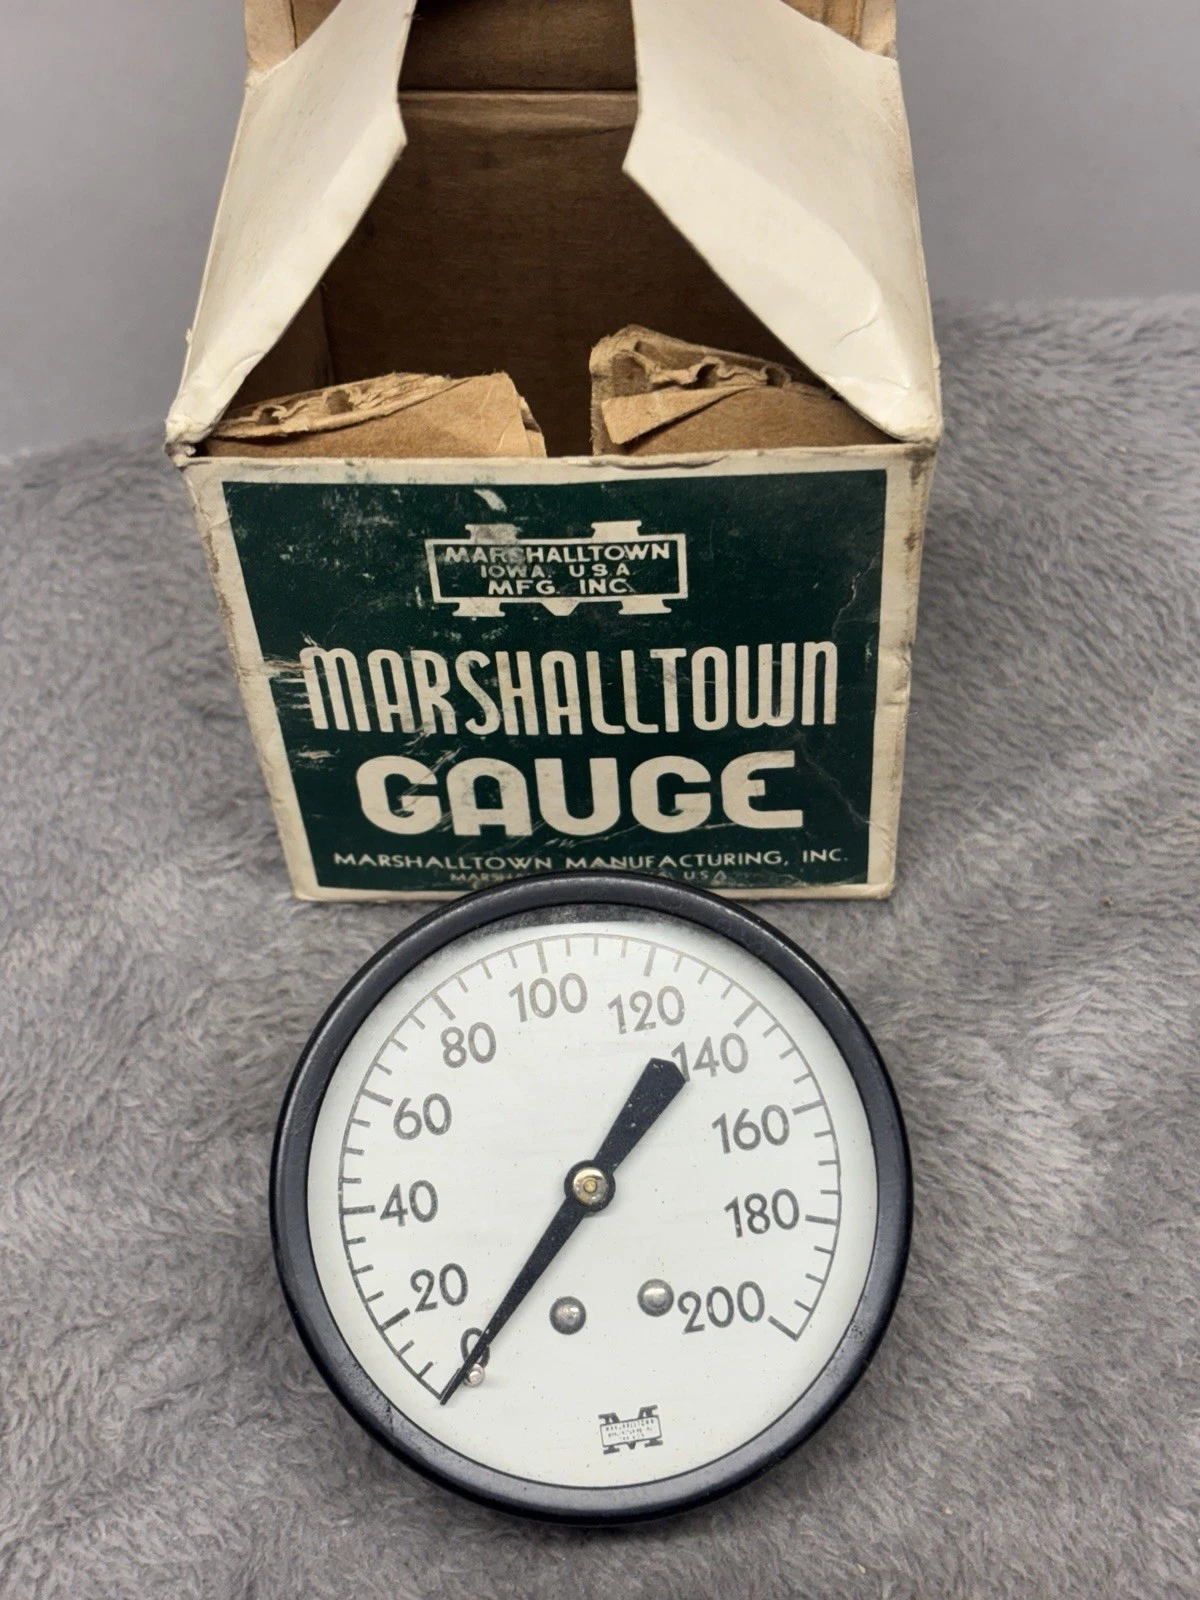 MARSHALLTOWN
IOWA. U.S.A.
MFG. INC.
MARSHALLTOWN
GAUGE
MARSHALLTOWN MANUFACTURING, INC.
U.S.A.
0
20
40
60
80
100
120
140
160
180
200
MARSHALLTOWN